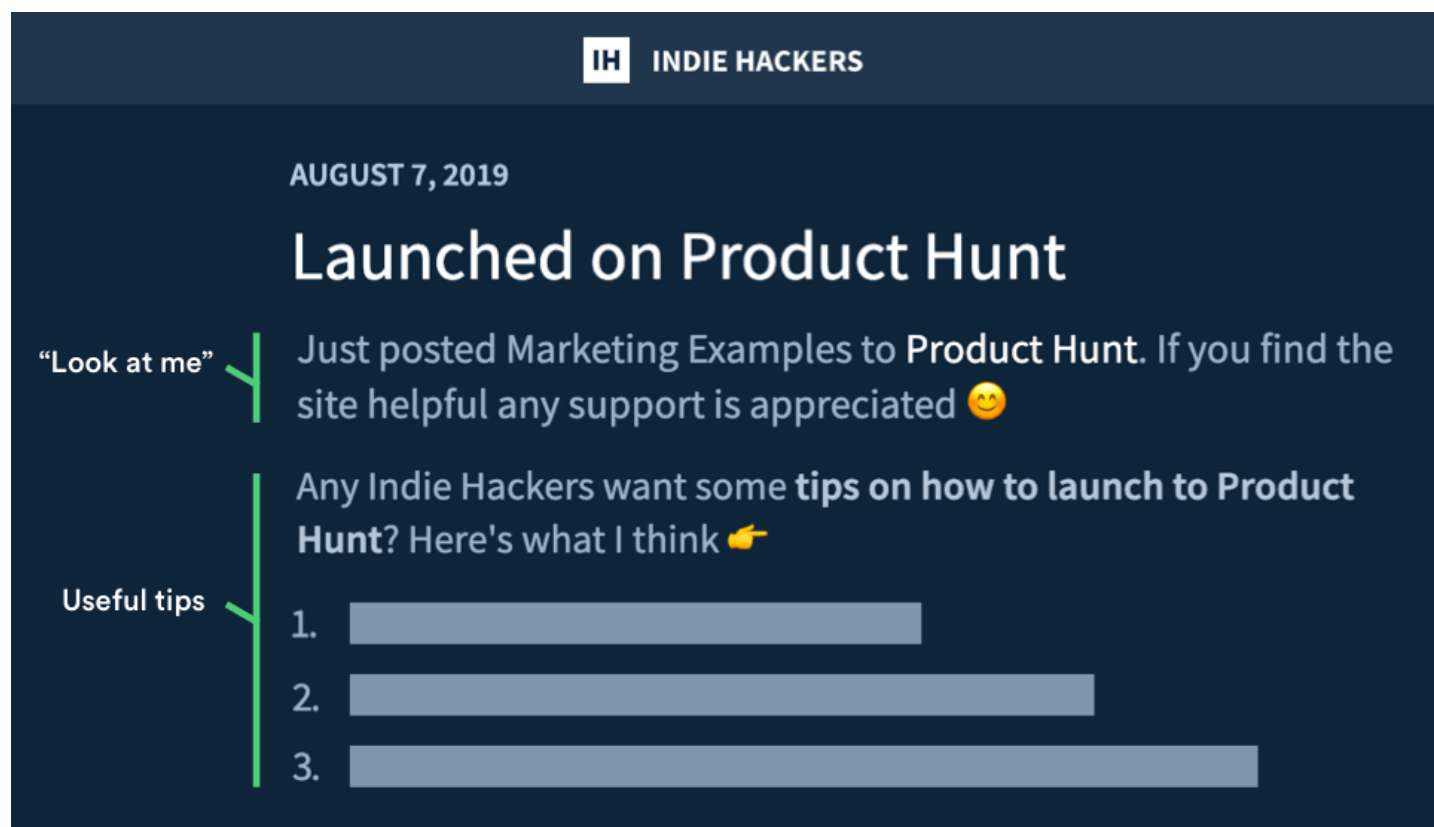 IH INDIE HACKERS
AUGUST 7, 2019
Launched on Product Hunt
“Look at me”
Just posted Marketing Examples to Product Hunt. If you find the
site helpful any support is appreciated 😊
Any Indie Hackers want some tips on how to launch to Product
Hunt? Here's what I think 👉
Useful tips
1.
2.
3.